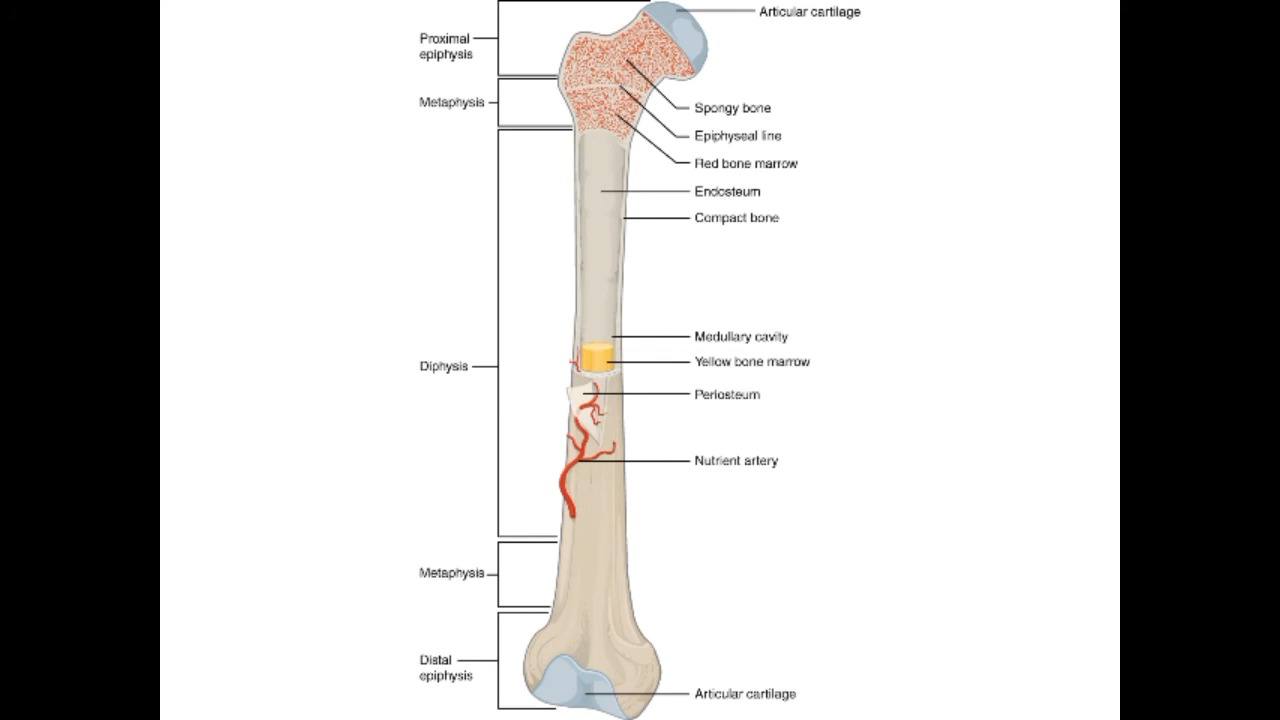 Articular cartilage
Proximal
epiphysis
Metaphysis
Spongy bone
Epiphyseal line
Red bone marrow
Endosteum
Compact bone
Medullary cavity
Yellow bone marrow
Diphysis
Periosteum
Nutrient artery
Metaphysis
Distal
epiphysis
Articular cartilage